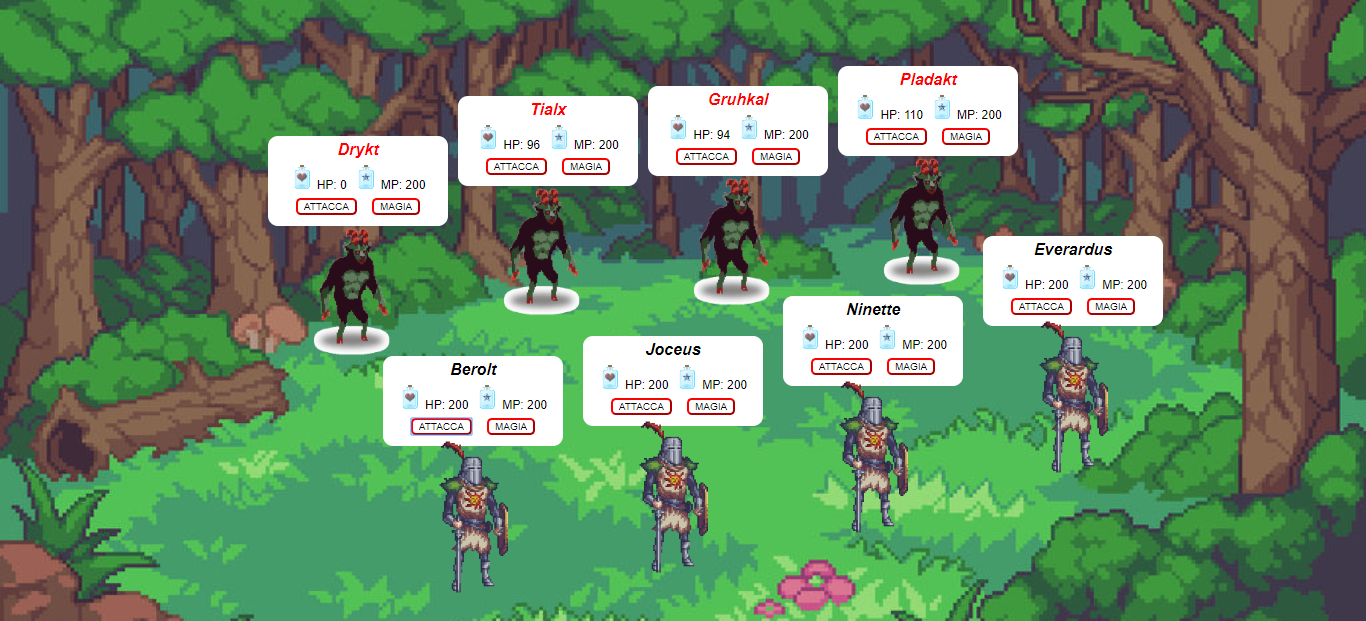 Drykt
HP: 0 MP: 200
ATTACCA MAGIA
Tialx
HP: 96 MP: 200
ATTACCA MAGIA
Gruhkal
HP: 94 MP: 200
ATTACCA MAGIA
Pladakt
HP: 110 MP: 200
ATTACCA MAGIA
Berolt
HP: 200 MP: 200
ATTACCA MAGIA
Joceus
HP: 200 MP: 200
ATTACCA MAGIA
Ninette
HP: 200 MP: 200
ATTACCA MAGIA
Everardus
HP: 200 MP: 200
ATTACCA MAGIA